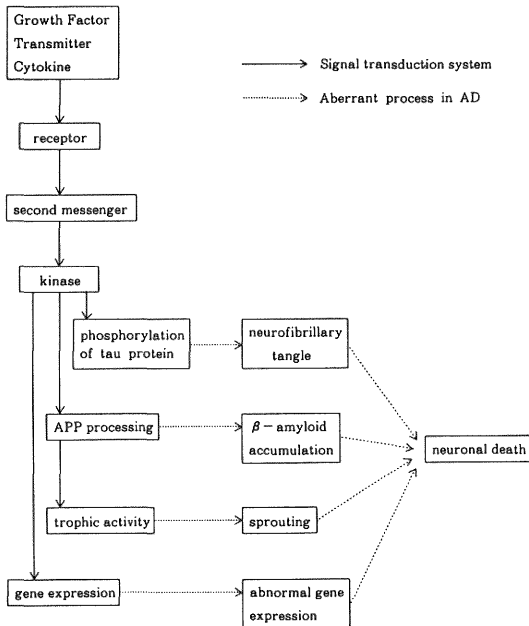 Growth Factor
Transmitter
Cytokine
Signal transduction system
Aberrant process in AD
receptor
second messenger
kinase
phosphorylation
of tau protein
neurofibrillary
tangle
APP processing
β-amyloid
accumulation
neuronal death
trophic activity
sprouting
gene expression
abnormal gene
expression